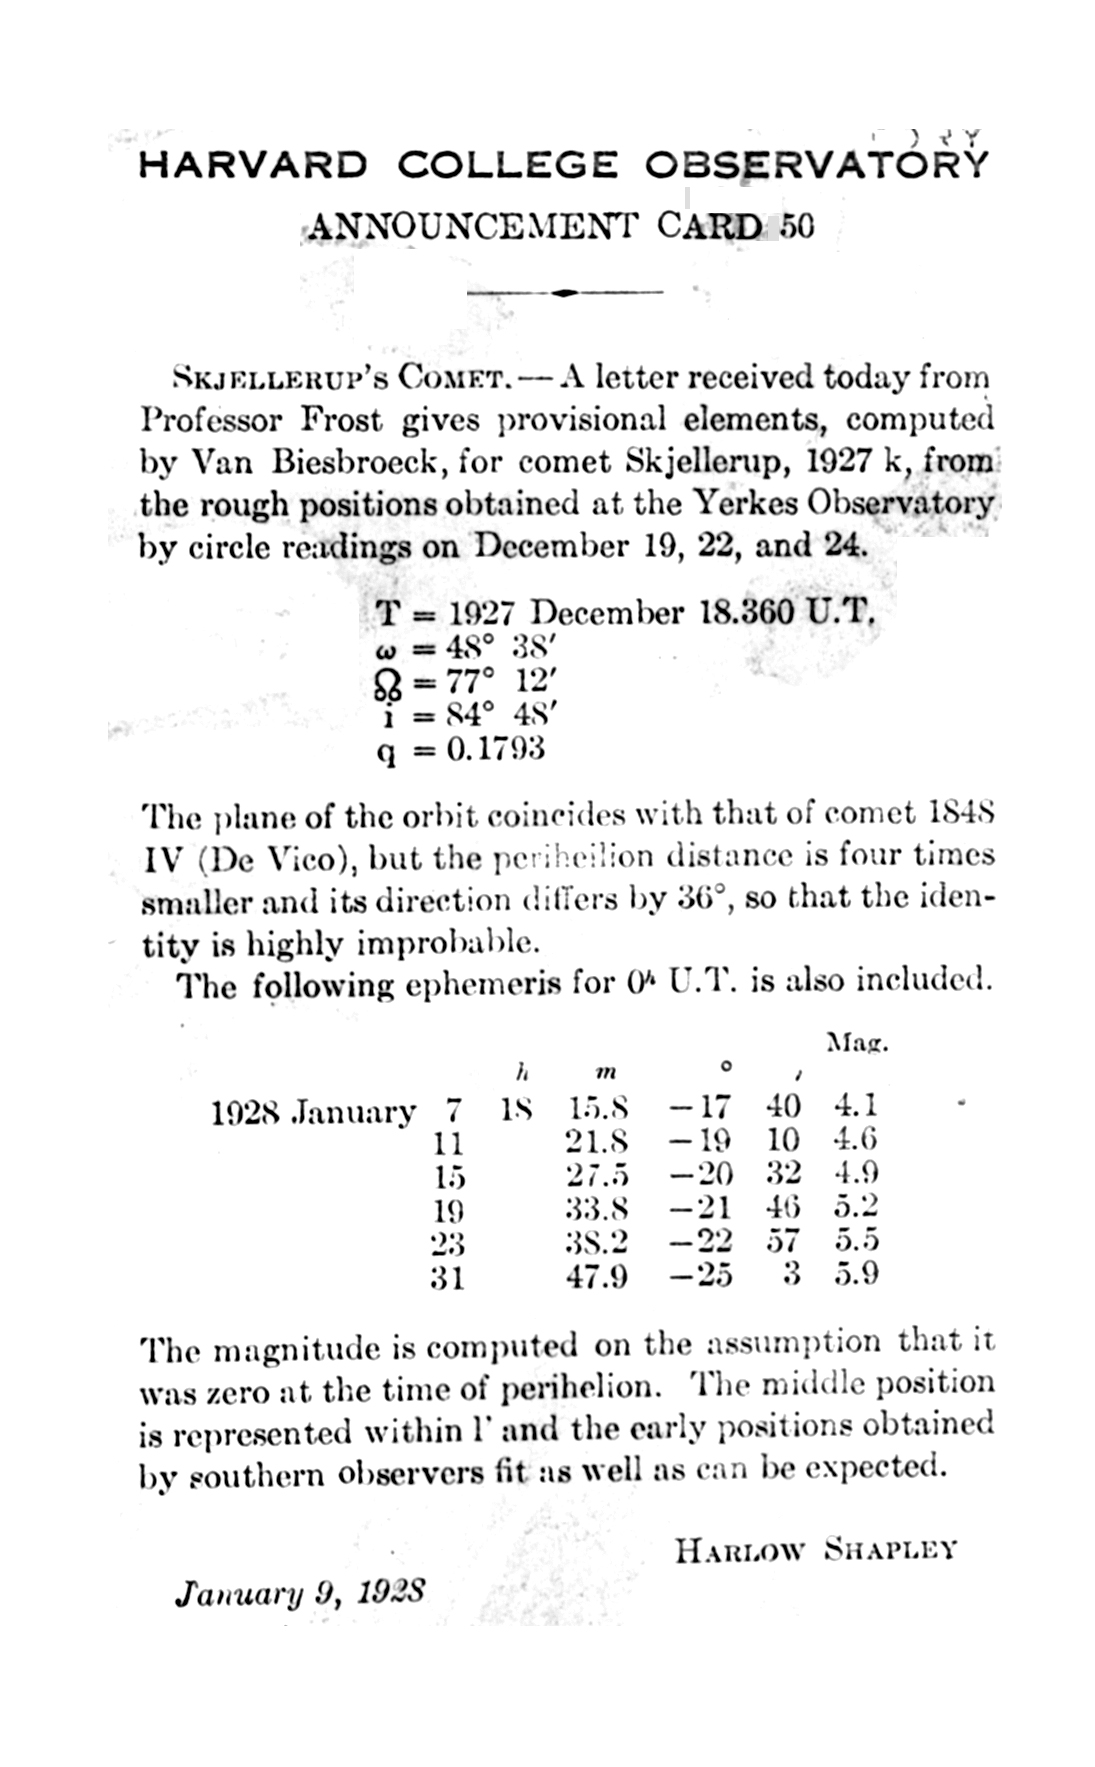 HARVARD COLLEGE OBSERVATORY
ANNOUNCEMENT CARD 50
SKJELLERUP'S COMET.—A letter received today from
Professor Frost gives provisional elements, computed
by Van Biesbroeck, for comet Skjellerup, 1927 k, from
the rough positions obtained at the Yerkes Observatory
by circle readings on December 19, 22, and 24.
T = 1927 December 18.360 U.T.
ω = 48° 38′
☊ = 77° 12′
i = 84° 48′
q = 0.1793
The plane of the orbit coincides with that of comet 1848
IV (De Vico), but the periheilion distance is four times
smaller and its direction differs by 36°, so that the iden-
tity is highly improbable.
The following ephemeris for 0ʰ U.T. is also included.
Mag.
h m ° ′
1928 January 7 18 15.8 −17 40 4.1
11 21.8 −19 10 4.6
15 27.5 −20 32 4.9
19 33.8 −21 46 5.2
23 38.2 −22 57 5.5
31 47.9 −25 3 5.9
The magnitude is computed on the assumption that it
was zero at the time of perihelion. The middle position
is represented within 1′ and the early positions obtained
by southern observers fit as well as can be expected.
HARLOW SHAPLEY
January 9, 1928